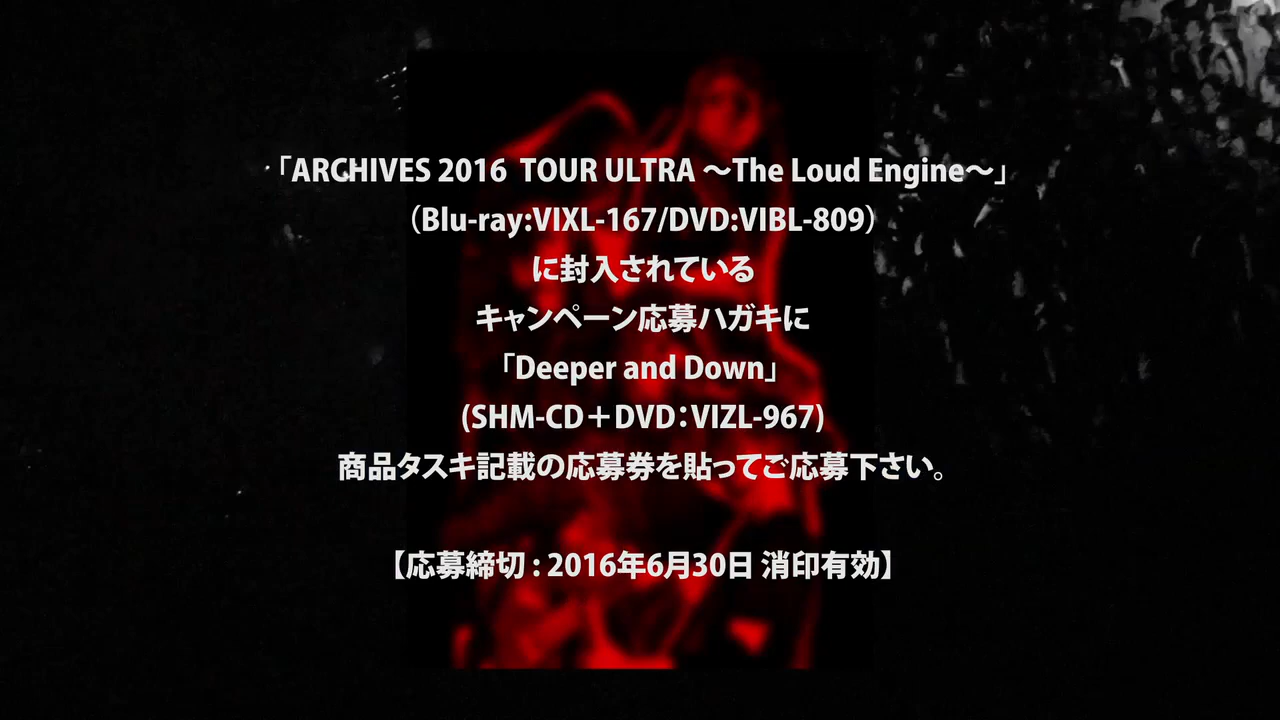 「ARCHIVES 2016 TOUR ULTRA ～The Loud Engine～」
（Blu-ray:VIXL-167/DVD:VIBL-809）
に封入されている
キャンペーン応募ハガキに
「Deeper and Down」
(SHM-CD＋DVD：VIZL-967)
商品タスキ記載の応募券を貼ってご応募下さい。
【応募締切 : 2016年6月30日 消印有効】